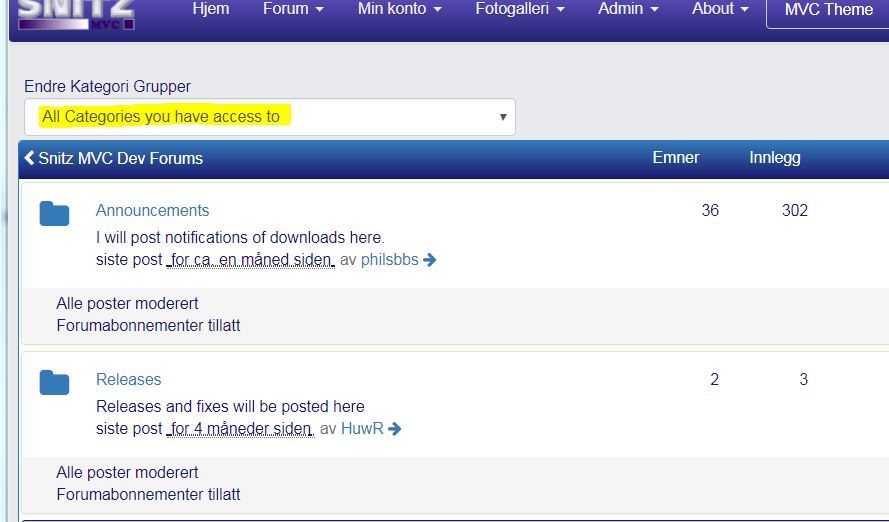 SNITZ
MVC
Hjem Forum Min konto Fotogalleri Admin About MVC Theme
Endre Kategori Grupper
All Categories you have access to
Snitz MVC Dev Forums Emner Innlegg
Announcements 36 302
I will post notifications of downloads here.
siste post for ca. en måned siden av philsbbs
Alle poster moderert
Forumabonnementer tillatt
Releases 2 3
Releases and fixes will be posted here
siste post for 4 måneder siden av HuwR
Alle poster moderert
Forumabonnementer tillatt